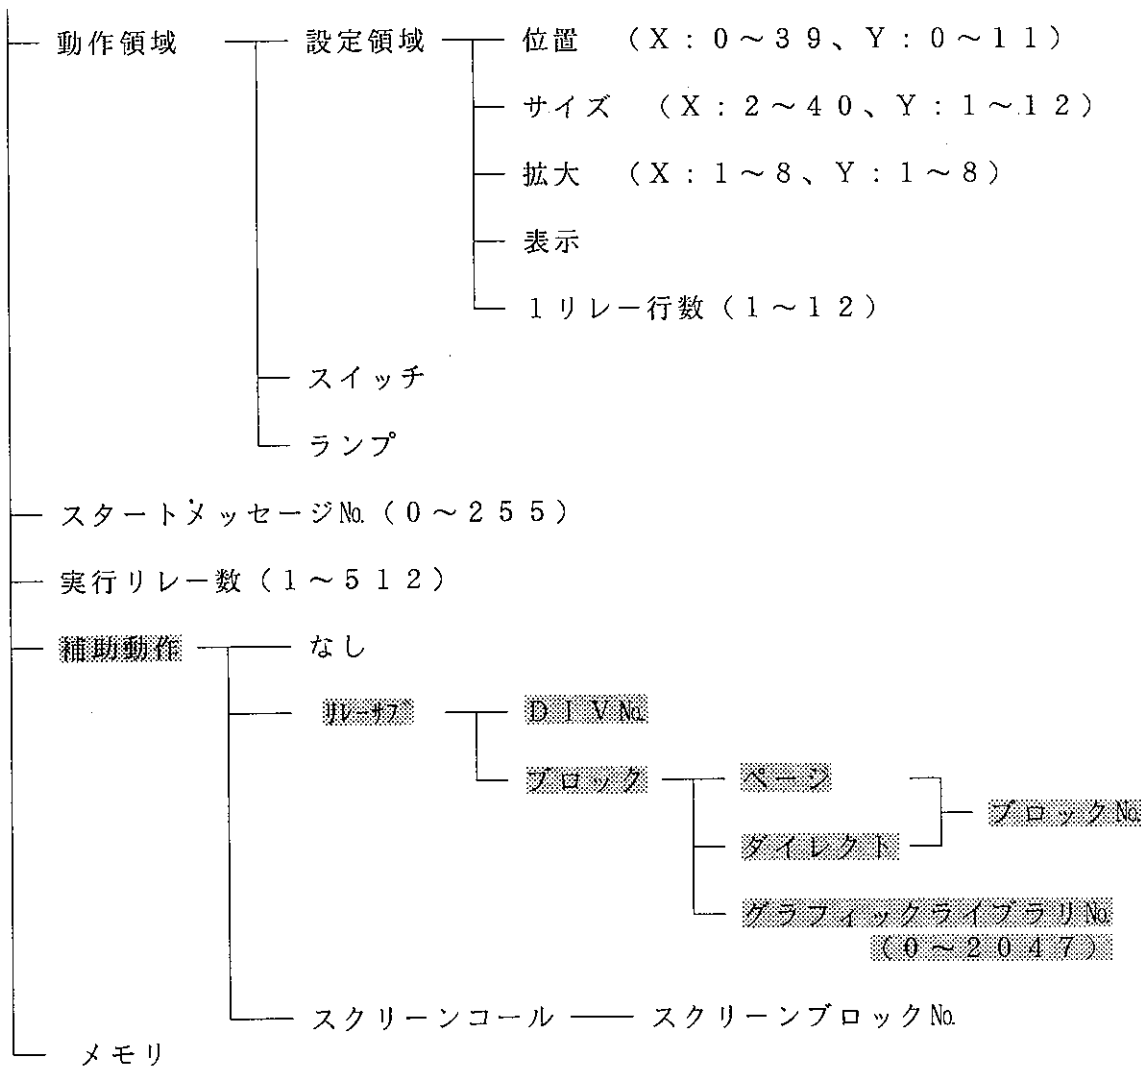 動作領域 設定領域 位置 (X:0~39、Y:0~11)
サイズ (X:2~40、Y:1~12)
拡大 (X:1~8、Y:1~8)
表示
1リレー行数(1~12)
スイッチ
ランプ
スタートメッセージ№(0~255)
実行リレー数(1~512)
補助動作 なし
ﾘﾚｰｻﾌﾞ DIV№
ブロック ページ
ブロック№
ダイレクト
グラフィックライブラリ№
(0~2047)
スクリーンコール スクリーンブロック№
メモリ